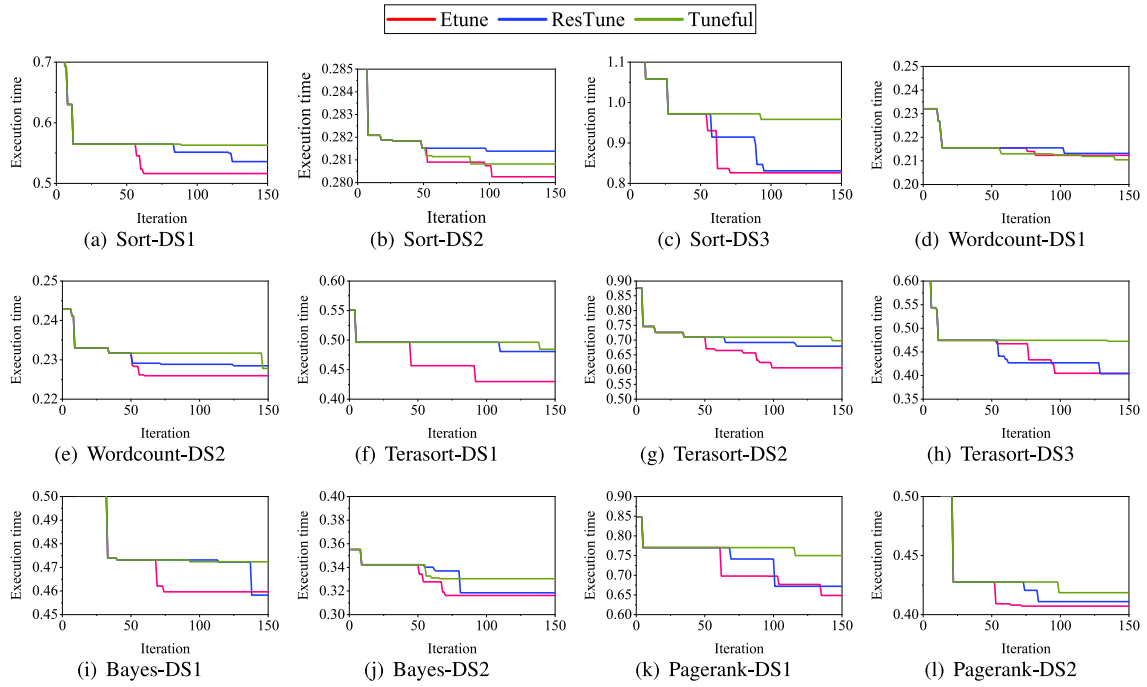 Etune ResTune Tuneful
0.7 0.6 0.5
Execution time
0 50 100 150
Iteration
(a) Sort-DS1
0.285 0.284 0.282 0.281 0.280
Execution time
0 50 100 150
Iteration
(b) Sort-DS2
1.1 1.0 0.9 0.8
Execution time
0 50 100 150
Iteration
(c) Sort-DS3
0.25 0.23 0.22 0.21 0.20
Execution time
0 50 100 150
Iteration
(d) Wordcount-DS1
0.25 0.24 0.23 0.22
Execution time
0 50 100 150
Iteration
(e) Wordcount-DS2
0.60 0.55 0.50 0.45 0.40
Execution time
0 50 100 150
Iteration
(f) Terasort-DS1
0.90 0.85 0.80 0.75 0.70 0.65 0.60 0.55 0.50
Execution time
0 50 100 150
Iteration
(g) Terasort-DS2
0.60 0.55 0.50 0.45 0.40 0.35
Execution time
0 50 100 150
Iteration
(h) Terasort-DS3
0.50 0.49 0.48 0.47 0.46 0.45
Execution time
0 50 100 150
Iteration
(i) Bayes-DS1
0.40 0.38 0.36 0.34 0.33 0.31 0.30
Execution time
0 50 100 150
Iteration
(j) Bayes-DS2
0.90 0.85 0.80 0.75 0.70 0.65 0.60
Execution time
0 50 100 150
Iteration
(k) Pagerank-DS1
0.50 0.45 0.40
Execution time
0 50 100 150
Iteration
(l) Pagerank-DS2